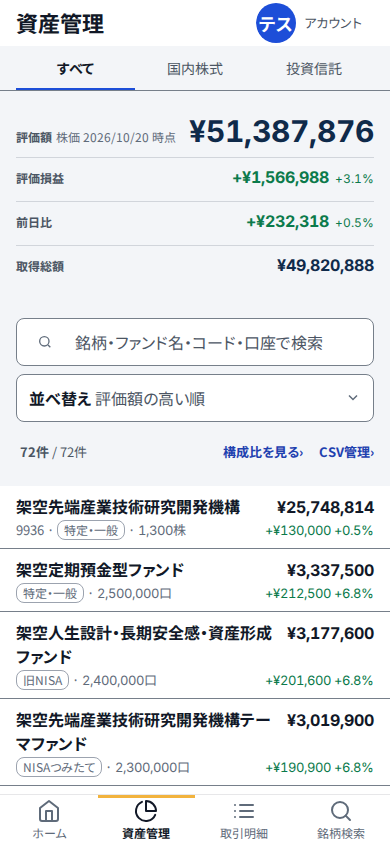 資産管理
テス アカウント
すべて 国内株式 投資信託
評価額 株価 2026/10/20 時点 ¥51,387,876
評価損益 +¥1,566,988 +3.1%
前日比 +¥232,318 +0.5%
取得総額 ¥49,820,888
銘柄・ファンド名・コード・口座で検索
並べ替え 評価額の高い順
72件 / 72件 構成比を見る› CSV管理›
架空先端産業技術研究開発機構 ¥25,748,814
9936 · 特定・一般 · 1,300株 +¥130,000 +0.5%
架空定期預金型ファンド ¥3,337,500
特定・一般 · 2,500,000口 +¥212,500 +6.8%
架空人生設計・長期安全感・資産形成 ¥3,177,600
ファンド
旧NISA · 2,400,000口 +¥201,600 +6.8%
架空先端産業技術研究開発機構テー ¥3,019,900
マファンド
NISAつみたて · 2,300,000口 +¥190,900 +6.8%
ホーム 資産管理 取引明細 銘柄検索